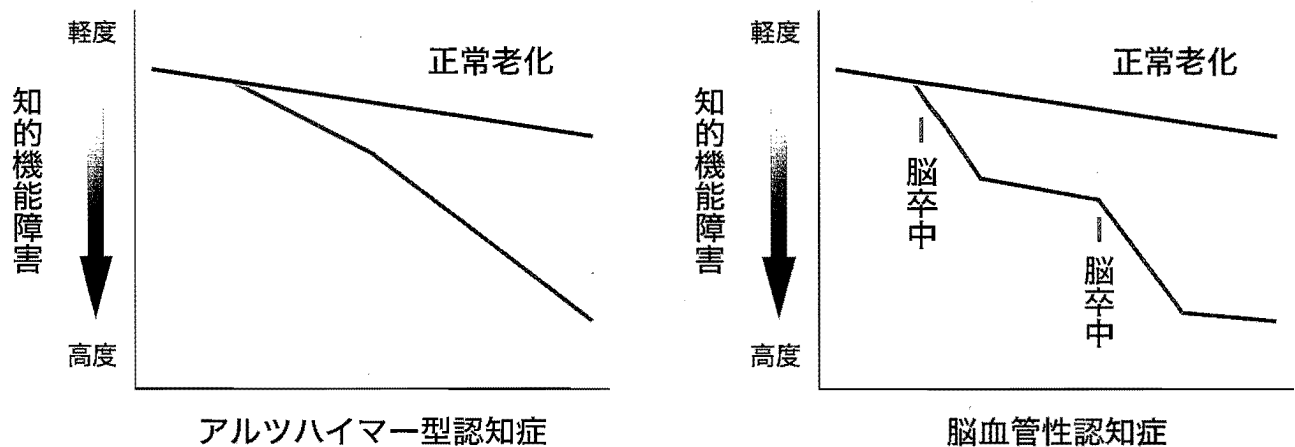 軽度
正常老化
知的機能障害
高度
アルツハイマー型認知症
軽度
正常老化
知的機能障害
脳卒中
脳卒中
高度
脳血管性認知症